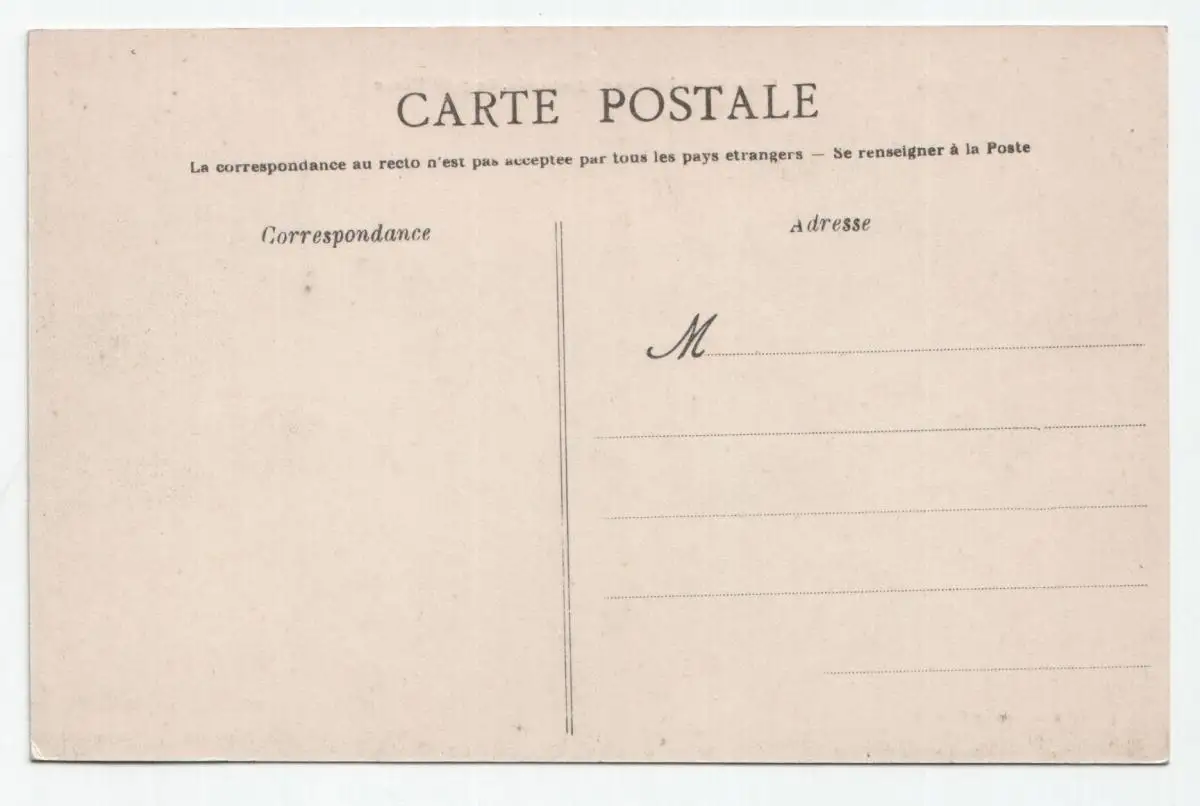 CARTE POSTALE
La correspondance au recto n'est pas acceptee par tous les pays etrangers — Se renseigner à la Poste
Correspondance
Adresse
M